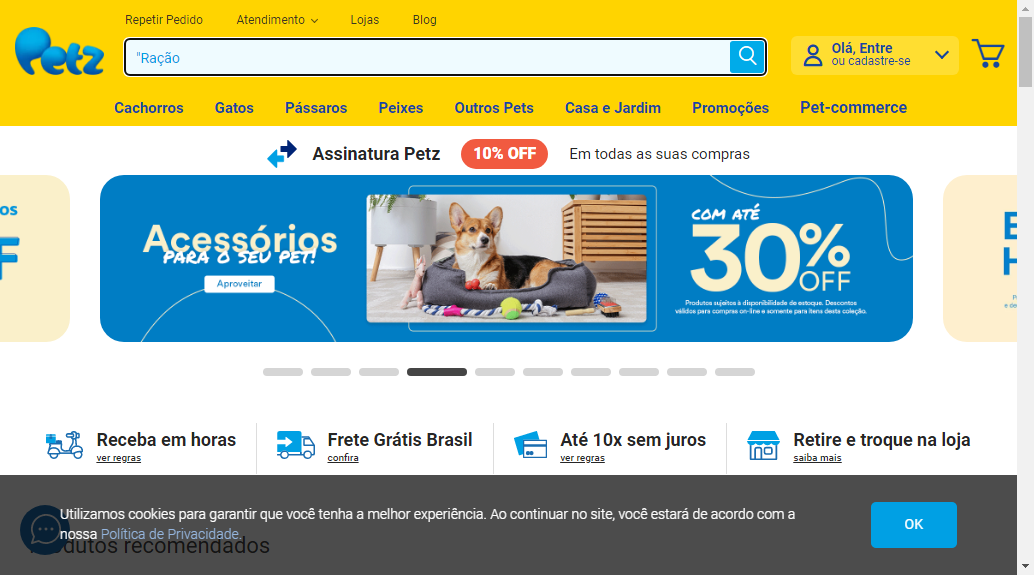 Repetir Pedido Atendimento Lojas Blog
Petz
"Ração
Olá, Entre
ou cadastre-se
Cachorros Gatos Pássaros Peixes Outros Pets Casa e Jardim Promoções Pet-commerce
Assinatura Petz 10% OFF Em todas as suas compras
os
F
Acessórios
PARA O SEU PET!
Aproveitar
COM ATÉ
30%
OFF
Produtos sujeitos à disponibilidade de estoque. Descontos
válidos para compras on-line e somente para itens desta coleção.
Receba em horas
ver regras
Frete Grátis Brasil
confira
Até 10x sem juros
ver regras
Retire e troque na loja
saiba mais
Utilizamos cookies para garantir que você tenha a melhor experiência. Ao continuar no site, você estará de acordo com a
nossa Política de Privacidade.
OK
dutos recomendados